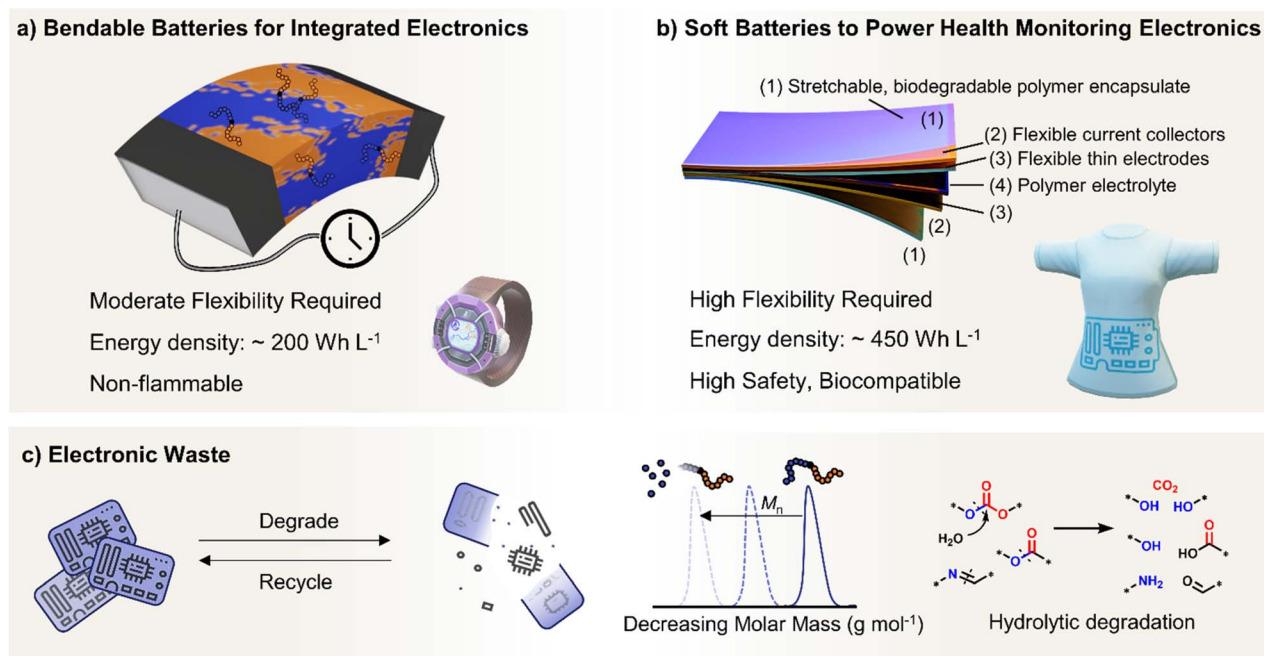 a) Bendable Batteries for Integrated Electronics
Moderate Flexibility Required
Energy density: ~ 200 Wh L⁻¹
Non-flammable
b) Soft Batteries to Power Health Monitoring Electronics
(1) Stretchable, biodegradable polymer encapsulate
(1)
(2) Flexible current collectors
(3) Flexible thin electrodes
(4) Polymer electrolyte
(3)
(2)
(1)
High Flexibility Required
Energy density: ~ 450 Wh L⁻¹
High Safety, Biocompatible
c) Electronic Waste
Degrade
Recycle
Mn
Decreasing Molar Mass (g mol⁻¹)
O
*O O*
H₂O
O
*O *
*N *
CO₂
*OH HO*
*OH
O
HO *
*NH₂ O *
Hydrolytic degradation